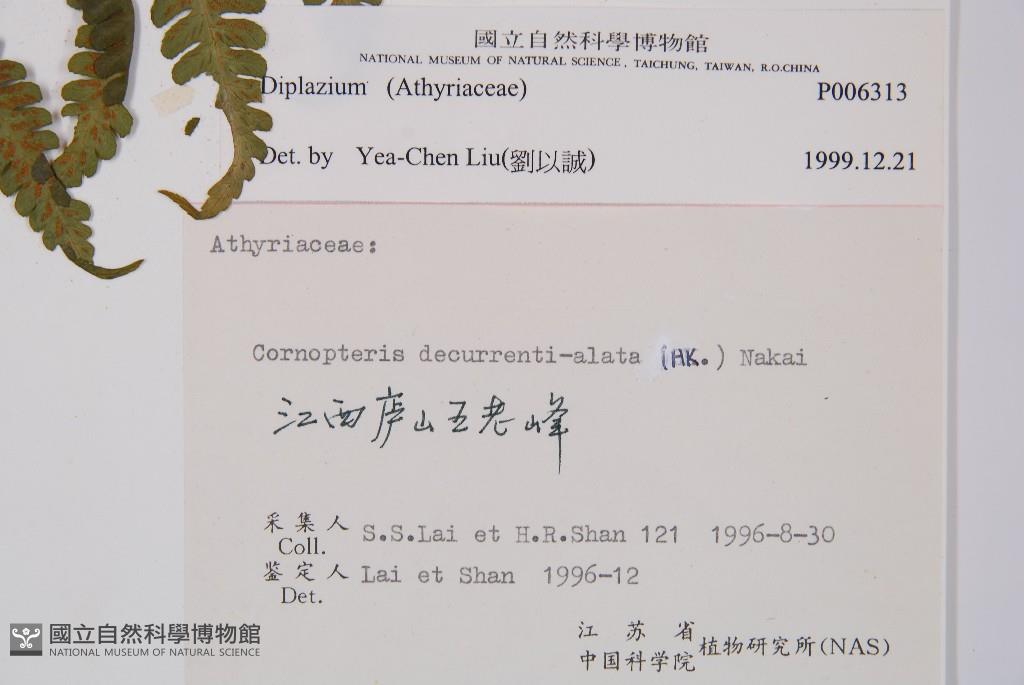 國立自然科學博物館
NATIONAL MUSEUM OF NATURAL SCIENCE, TAICHUNG, TAIWAN, R.O.CHINA
Diplazium (Athyriaceae) P006313
Det. by Yea-Chen Liu(劉以誠) 1999.12.21
Athyriaceae:
Cornopteris decurrenti-alata (HK.) Nakai
江西庐山五老峰
采集人 S.S.Lai et H.R.Shan 121 1996-8-30
Coll.
鉴定人 Lai et Shan 1996-12
Det.
江苏省
中国科学院 植物研究所(NAS)
國立自然科學博物館
NATIONAL MUSEUM OF NATURAL SCIENCE